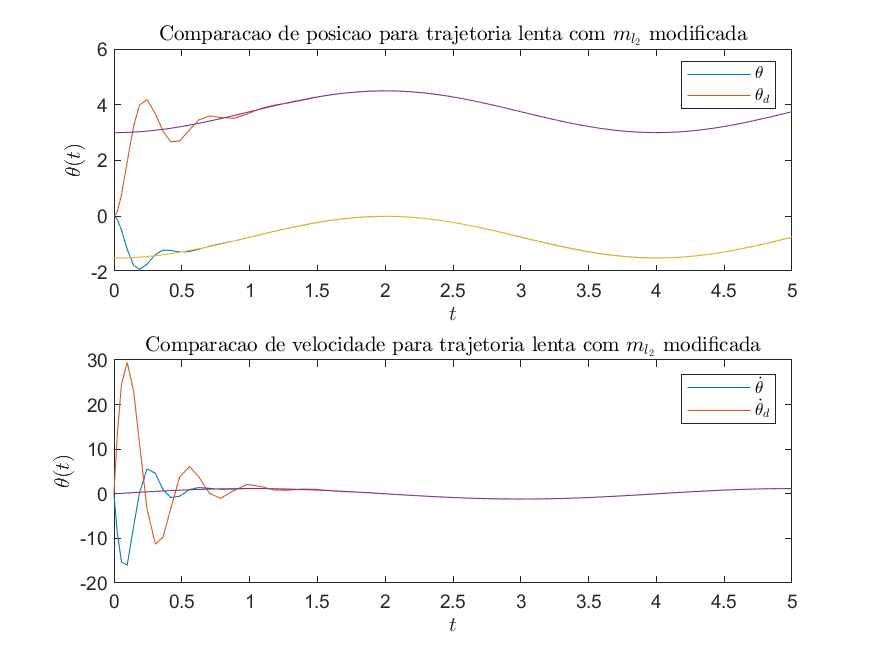 Comparacao de posicao para trajetoria lenta com m_{l_2} modificada
6
4
2
0
-2
θ(t)
θ
θ_d
0 0.5 1 1.5 2 2.5 3 3.5 4 4.5 5
t
Comparacao de velocidade para trajetoria lenta com m_{l_2} modificada
30
20
10
0
-10
-20
θ̇(t)
θ̇
θ̇_d
0 0.5 1 1.5 2 2.5 3 3.5 4 4.5 5
t